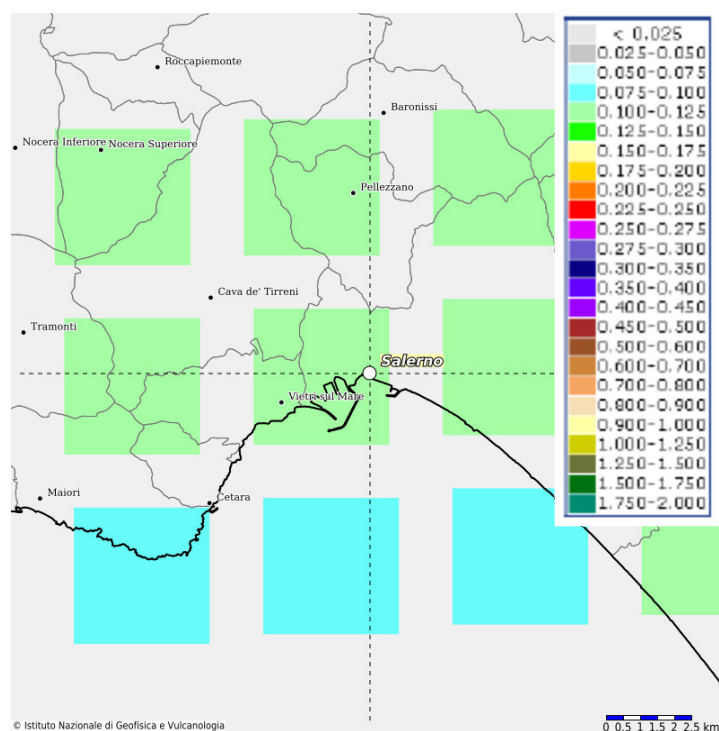 Roccapiemonte
Baronissi
Nocera Inferiore
Nocera Superiore
Pellezzano
Cava de' Tirreni
Tramonti
Salerno
Vietri sul Mare
Maiori
Cetara
< 0.025
0.025-0.050
0.050-0.075
0.075-0.100
0.100-0.125
0.125-0.150
0.150-0.175
0.175-0.200
0.200-0.225
0.225-0.250
0.250-0.275
0.275-0.300
0.300-0.350
0.350-0.400
0.400-0.450
0.450-0.500
0.500-0.600
0.600-0.700
0.700-0.800
0.800-0.900
0.900-1.000
1.000-1.250
1.250-1.500
1.500-1.750
1.750-2.000
© Istituto Nazionale di Geofisica e Vulcanologia
0 0.5 1 1.5 2 2.5 km